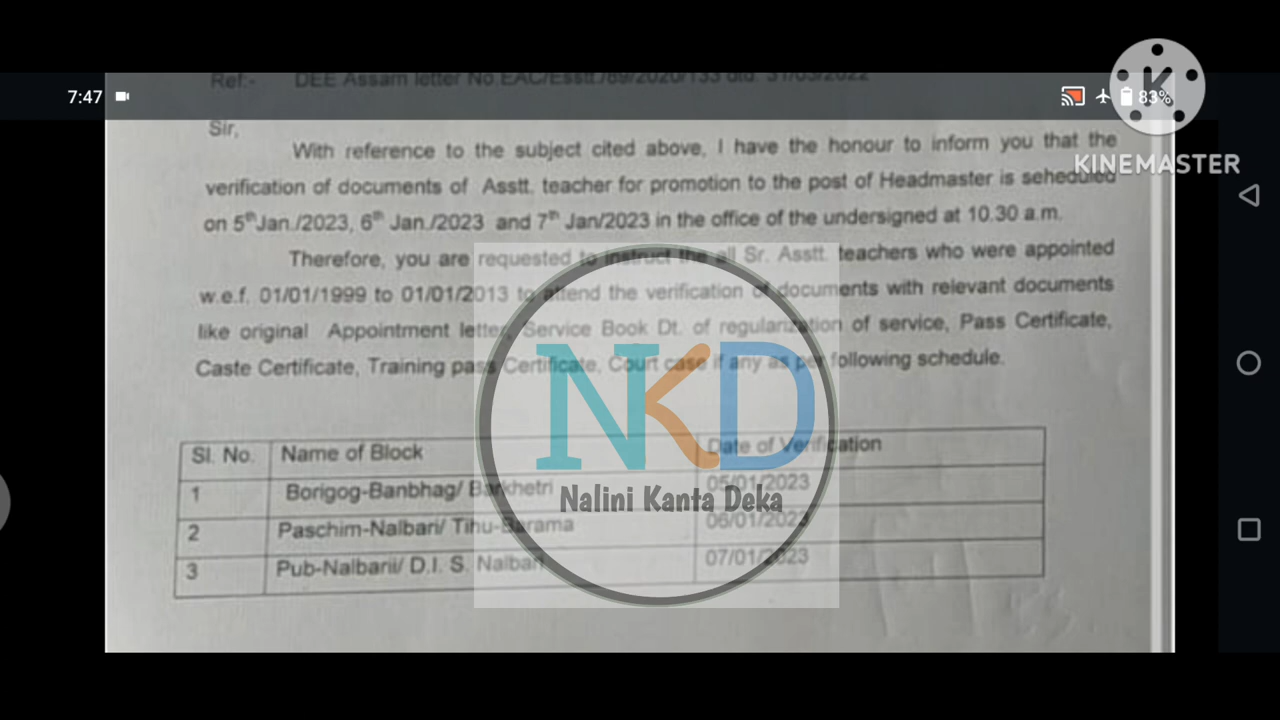 Ref:- DEE Assam letter No.EAC/Esstt./89/2020/133 dtd. 31/03/2022
7:47
83%
KINEMASTER
Sir,
With reference to the subject cited above, I have the honour to inform you that the
verification of documents of Asstt. teacher for promotion to the post of Headmaster is seheduled
on 5th Jan./2023, 6th Jan./2023 and 7th Jan/2023 in the office of the undersigned at 10.30 a.m.
Therefore, you are requested to instruct the all Sr. Asstt. teachers who were appointed
w.e.f. 01/01/1999 to 01/01/2013 to attend the verification of documents with relevant documents
like original Appointment letter, Service Book Dt. of regularization of service, Pass Certificate,
Caste Certificate, Training pass Certificate, Court case if any as per following schedule.
NKD
Nalini Kanta Deka
Sl. No. Name of Block Date of Verification
1 Borigog-Banbhag/ Barkhetri 05/01/2023
2 Paschim-Nalbari/ Tihu-Barama 06/01/2023
3 Pub-Nalbarii/ D.I. S. Nalbari 07/01/2023